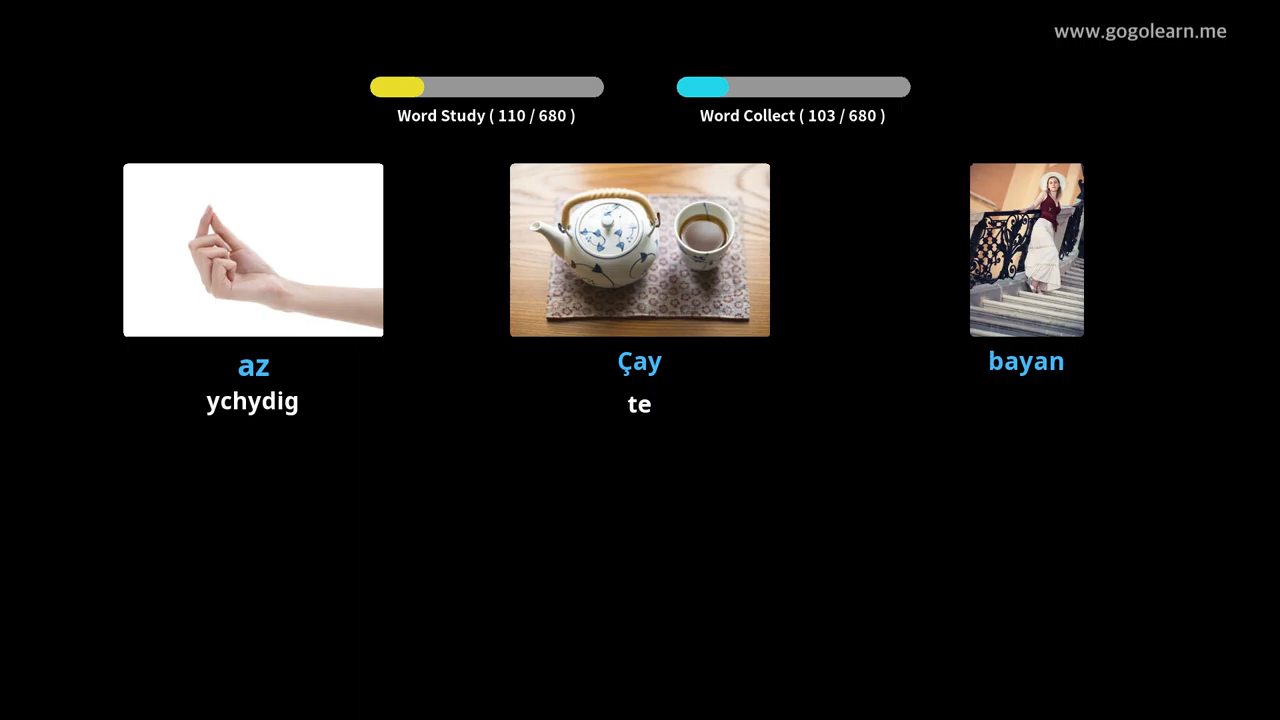 www.gogolearn.me
Word Study ( 110 / 680 )
Word Collect ( 103 / 680 )
az
ychydig
Çay
te
bayan